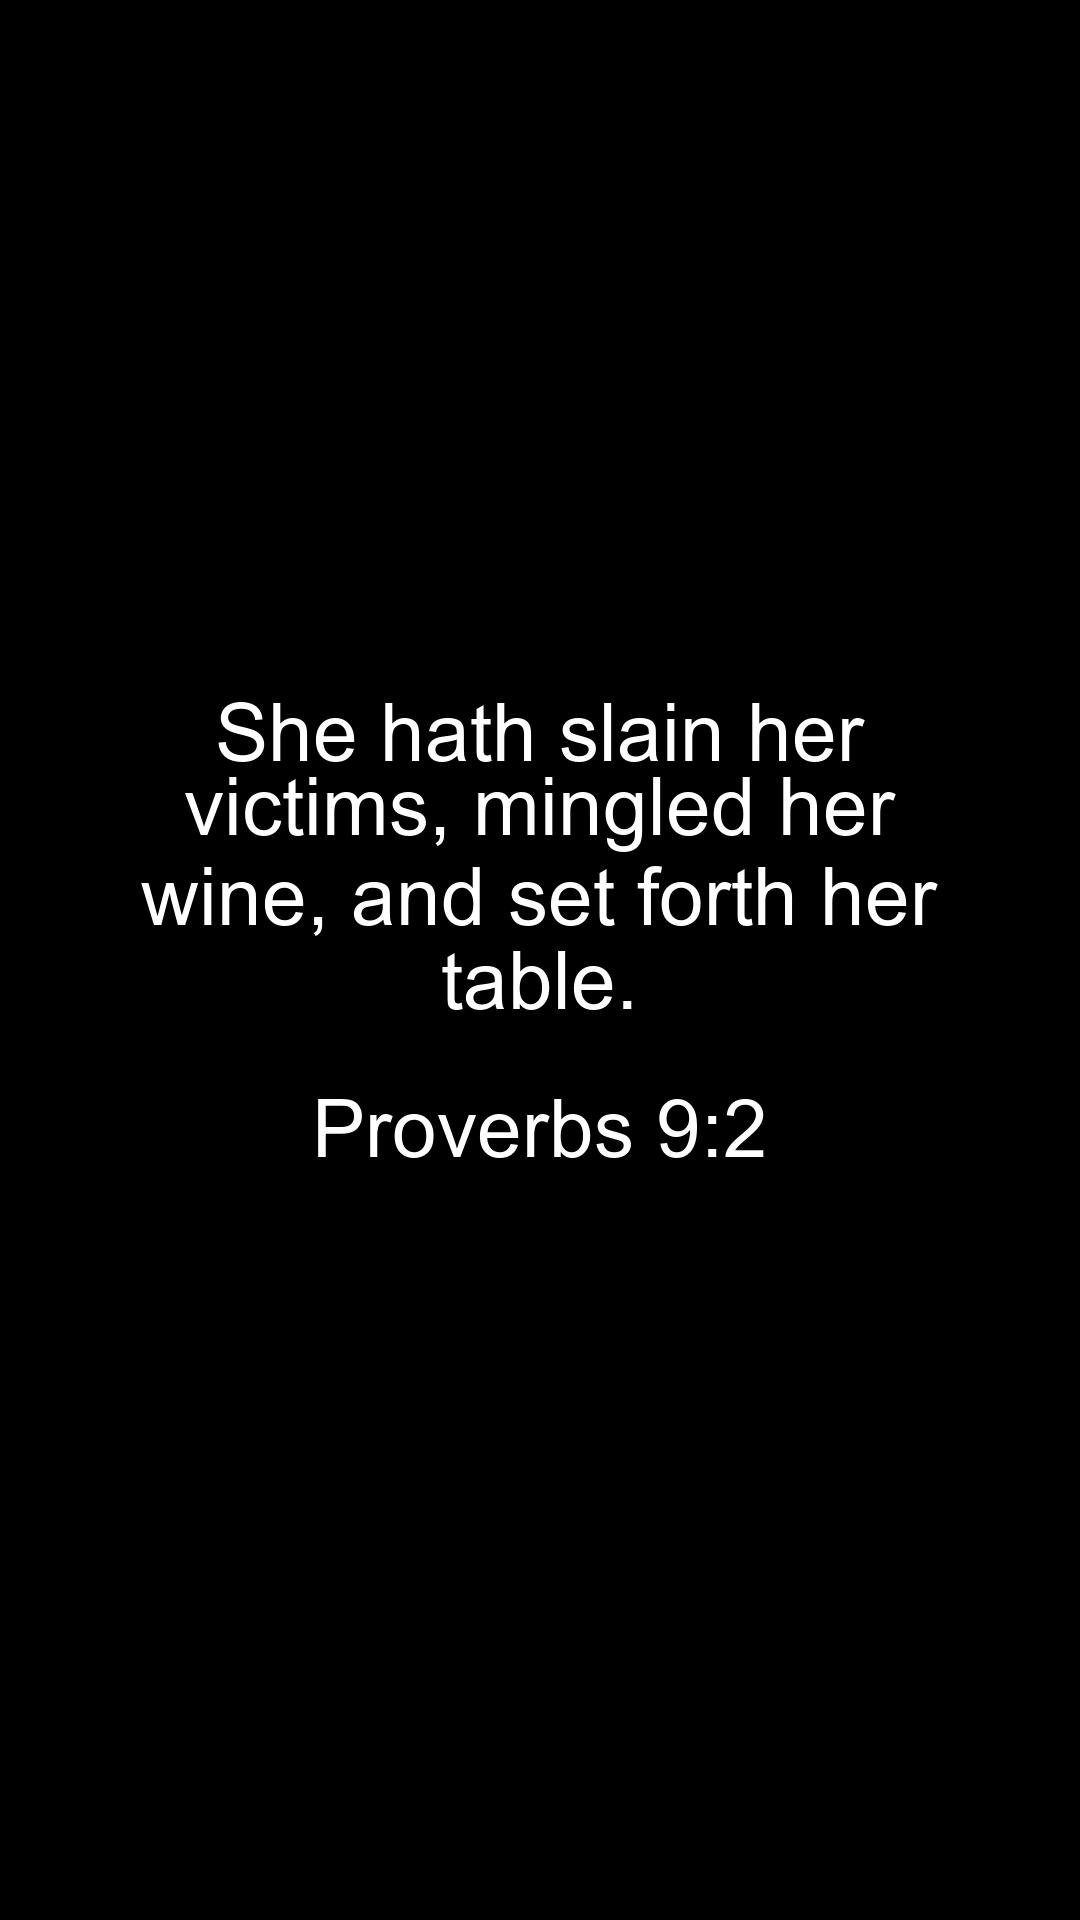 She hath slain her
victims, mingled her
wine, and set forth her
table.
Proverbs 9:2